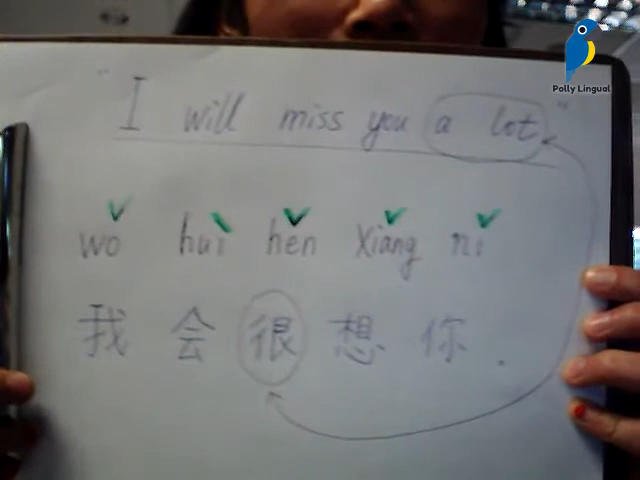 Polly Lingual
"I will miss you a lot"
wǒ huì hěn xiǎng nǐ
我 会 很 想 你 .